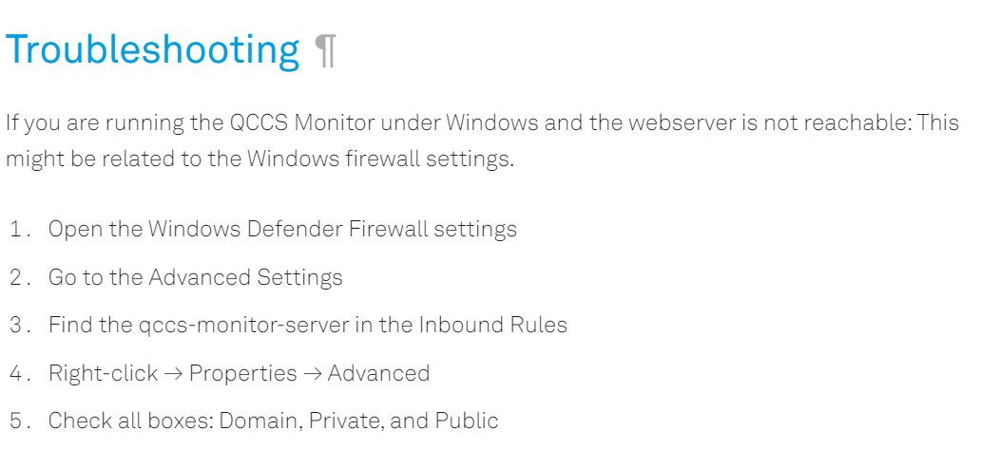 Troubleshooting ¶
If you are running the QCCS Monitor under Windows and the webserver is not reachable: This
might be related to the Windows firewall settings.
1. Open the Windows Defender Firewall settings
2. Go to the Advanced Settings
3. Find the qccs-monitor-server in the Inbound Rules
4. Right-click → Properties → Advanced
5. Check all boxes: Domain, Private, and Public